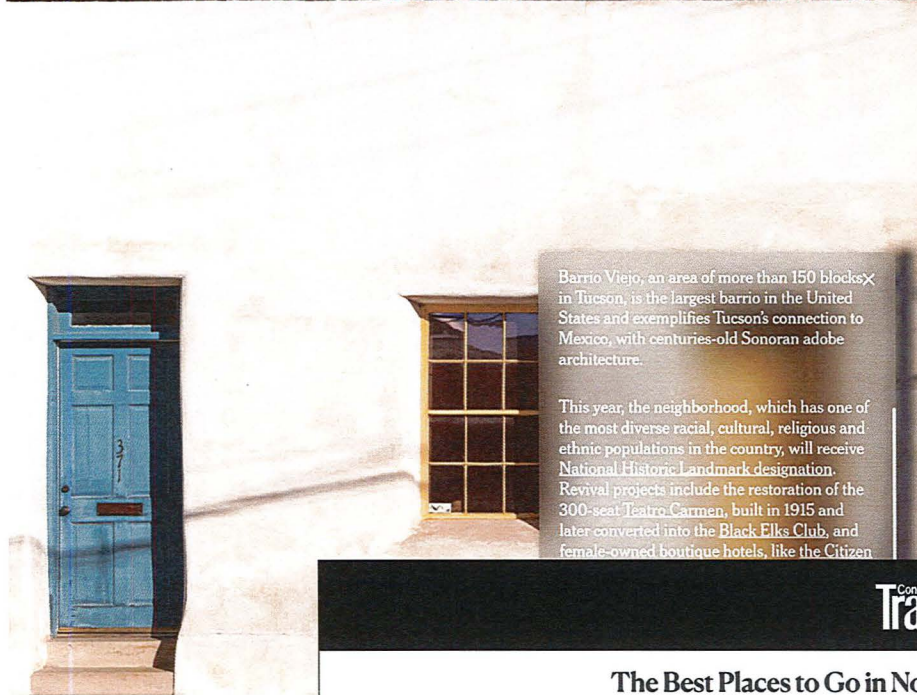 371
Barrio Viejo, an area of more than 150 blocks
in Tucson, is the largest barrio in the United
States and exemplifies Tucson's connection to
Mexico, with centuries-old Sonoran adobe
architecture.
This year, the neighborhood, which has one of
the most diverse racial, cultural, religious and
ethnic populations in the country, will receive
National Historic Landmark designation.
Revival projects include the restoration of the
300-seat Teatro Carmen, built in 1915 and
later converted into the Black Elks Club, and
female-owned boutique hotels, like the Citizen
Con
Tra
The Best Places to Go in No